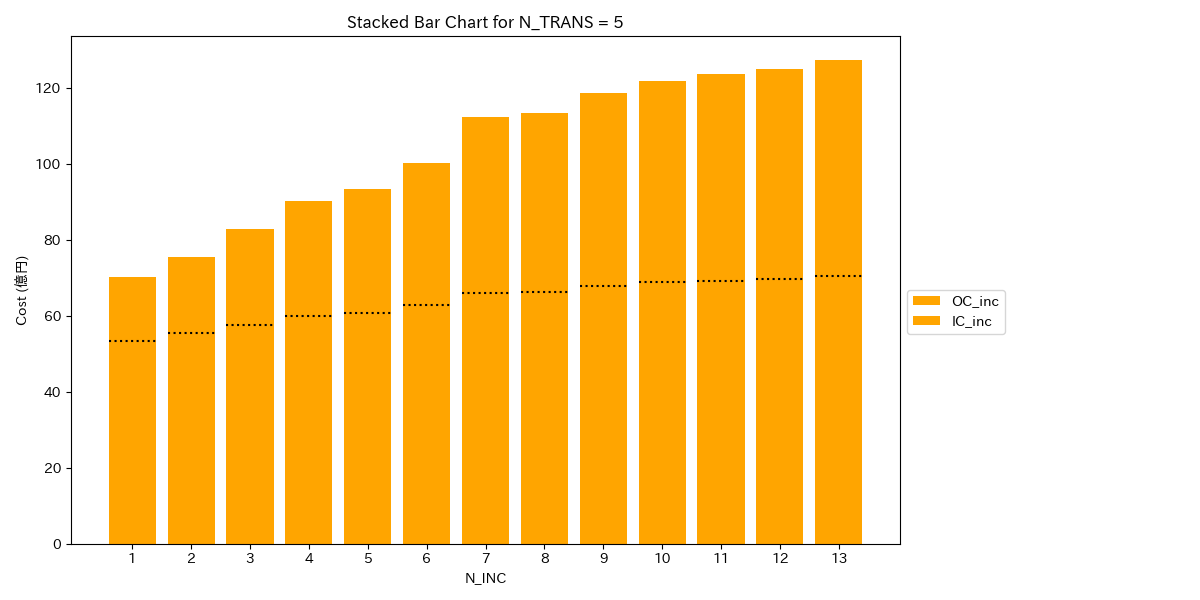 Stacked Bar Chart for N_TRANS = 5
Cost (億円)
120
100
80
60
40
20
0
1 2 3 4 5 6 7 8 9 10 11 12 13
N_INC
OC_inc
IC_inc